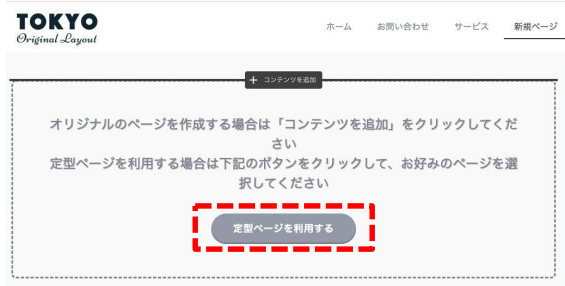 TOKYO
Original Layout
ホーム お問い合わせ サービス 新規ページ
+ コンテンツを追加
オリジナルのページを作成する場合は「コンテンツを追加」をクリックしてくだ
さい
定型ページを利用する場合は下記のボタンをクリックして、お好みのページを選
択してください
定型ページを利用する